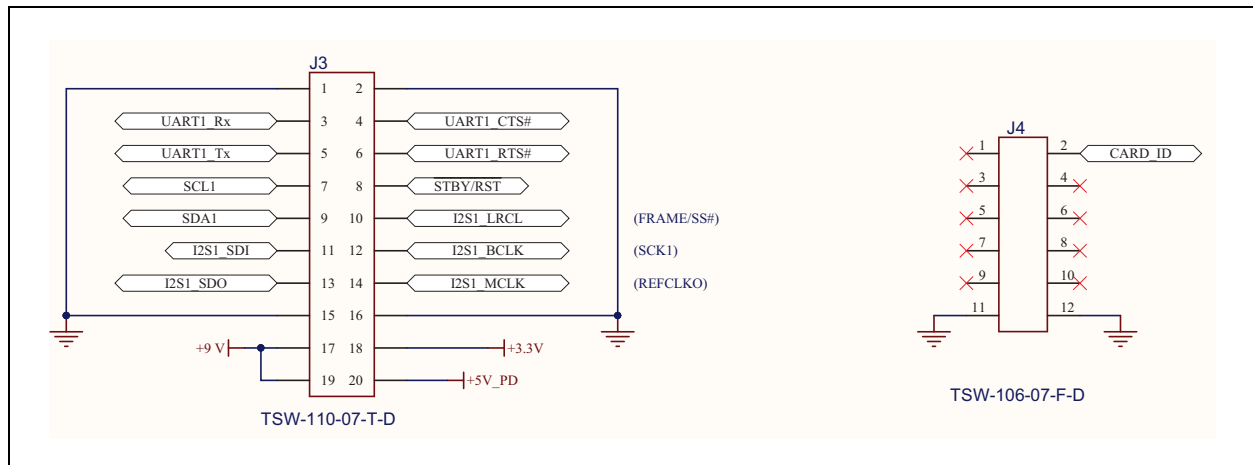 J3
1 2
UART1_Rx 3 4 UART1_CTS#
UART1_Tx 5 6 UART1_RTS#
SCL1 7 8 STBY/RST
SDA1 9 10 I2S1_LRCL (FRAME/SS#)
I2S1_SDI 11 12 I2S1_BCLK (SCK1)
I2S1_SDO 13 14 I2S1_MCLK (REFCLKO)
15 16
+9 V 17 18 +3.3V
19 20 +5V_PD
TSW-110-07-T-D
J4
1 2 CARD_ID
3 4
5 6
7 8
9 10
11 12
TSW-106-07-F-D